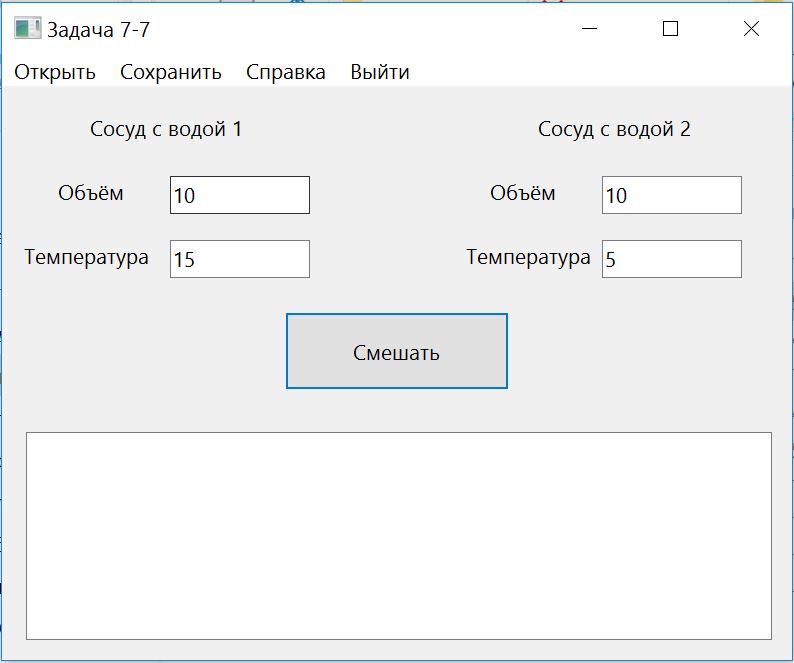 Задача 7-7
Открыть Сохранить Справка Выйти
Сосуд с водой 1 Сосуд с водой 2
Объём 10 Объём 10
Температура 15 Температура 5
Смешать